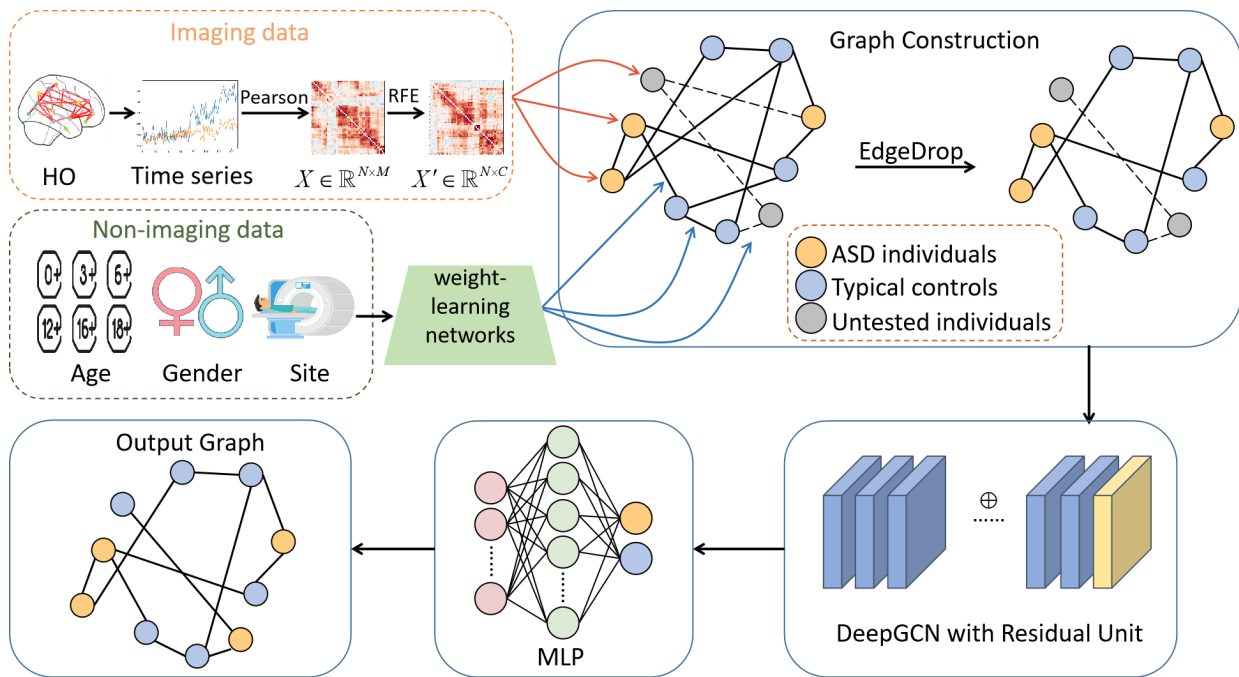 Imaging data
Pearson
RFE
HO
Time series
X ∈ ℝ^{N×M}
X′ ∈ ℝ^{N×C}
Non-imaging data
0+ 3+ 6+
12+ 16+ 18+
Age
Gender
Site
weight-
learning
networks
Graph Construction
EdgeDrop
ASD individuals
Typical controls
Untested individuals
Output Graph
MLP
⊕
......
DeepGCN with Residual Unit